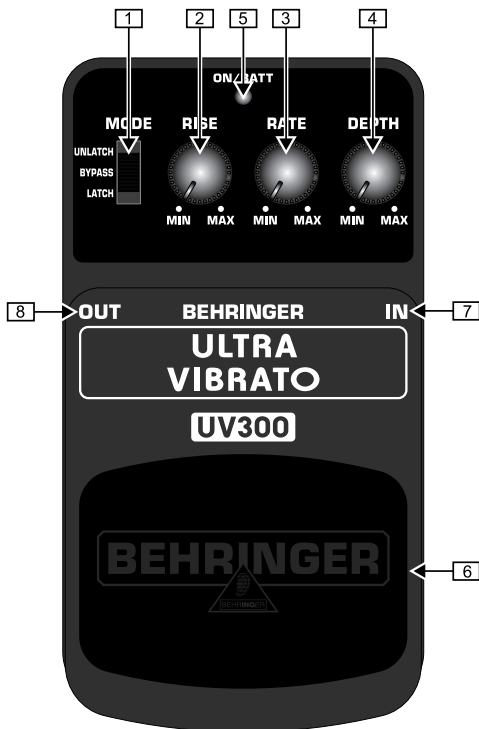 1 2 5 3 4
ON/BATT
MODE RISE RATE DEPTH
UNLATCH
BYPASS
LATCH
MIN MAX MIN MAX MIN MAX
8 OUT BEHRINGER IN 7
ULTRA
VIBRATO
UV300
BEHRINGER
6
BEHRINGER